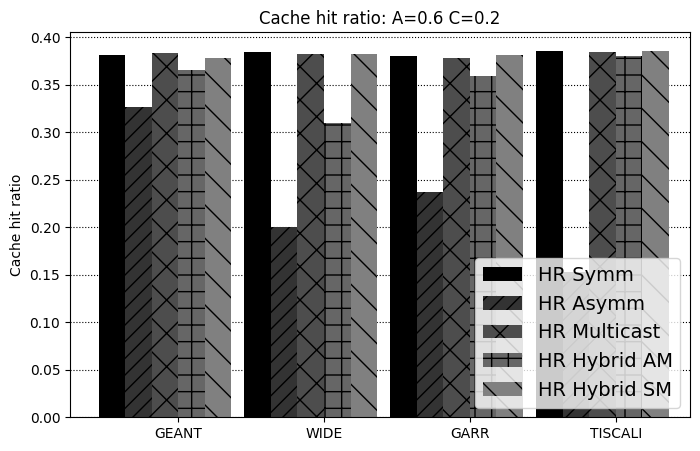 Cache hit ratio: A=0.6 C=0.2
Cache hit ratio
0.40
0.35
0.30
0.25
0.20
0.15
0.10
0.05
0.00
GEANT
WIDE
GARR
TISCALI
HR Symm
HR Asymm
HR Multicast
HR Hybrid AM
HR Hybrid SM